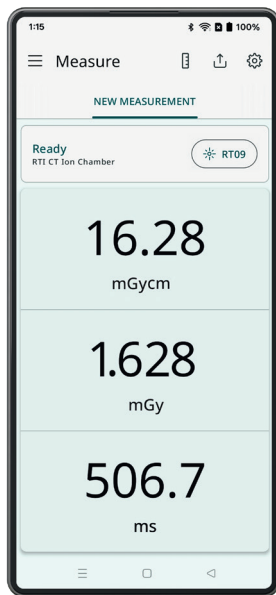 1:15
100%
Measure
NEW MEASUREMENT
Ready
RTI CT Ion Chamber
RT09
16.28
mGycm
1.628
mGy
506.7
ms